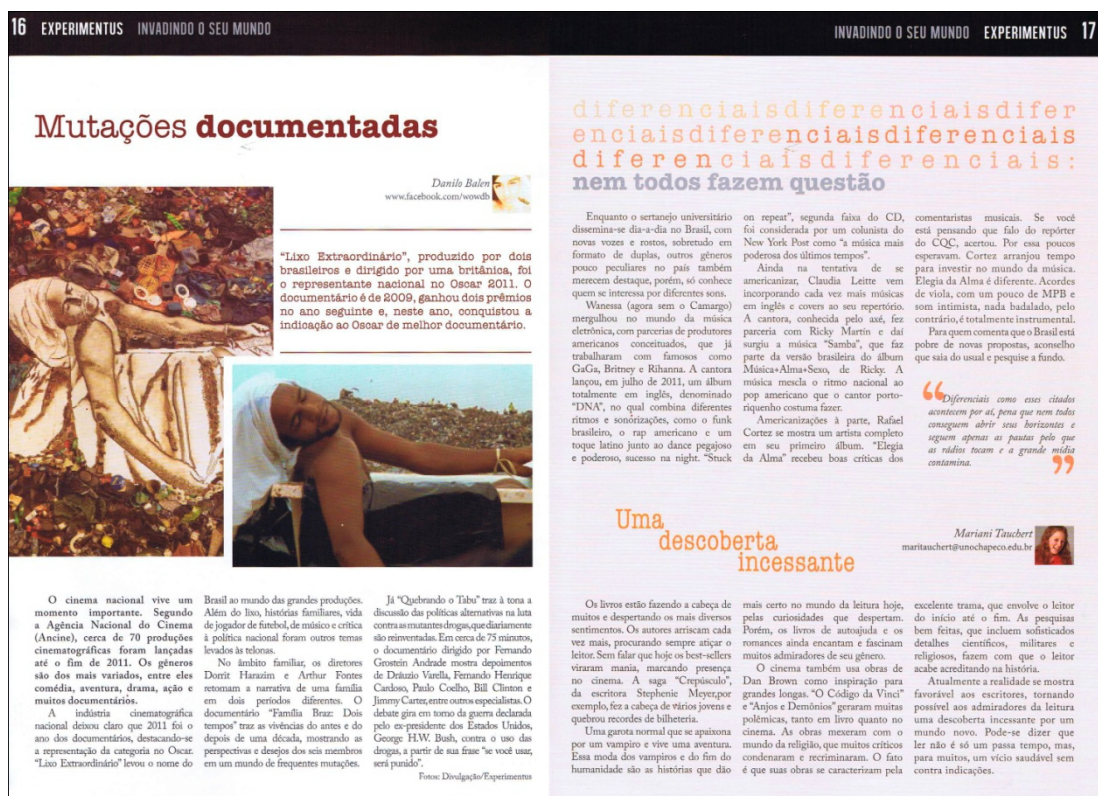 16 EXPERIMENTUS INVADINDO O SEU MUNDO
Mutações documentadas
Danilo Balen
www.facebook.com/wowdb
“Lixo Extraordinário”, produzido por dois
brasileiros e dirigido por uma britânica, foi
o representante nacional no Oscar 2011. O
documentário é de 2009, ganhou dois prêmios
no ano seguinte e, neste ano, conquistou a
indicação ao Oscar de melhor documentário.
O cinema nacional vive um
momento importante. Segundo
a Agência Nacional do Cinema
(Ancine), cerca de 70 produções
cinematográficas foram lançadas
até o fim de 2011. Os gêneros
são dos mais variados, entre eles
comédia, aventura, drama, ação e
muitos documentários.
A indústria cinematográfica
nacional deixou claro que 2011 foi o
ano dos documentários, destacando-se
a representação da categoria no Oscar.
“Lixo Extraordinário” levou o nome do
Brasil ao mundo das grandes produções.
Além do lixo, histórias familiares, vida
de jogador de futebol, de músico e crítica
à política nacional foram outros temas
levados às telonas.
No âmbito familiar, os diretores
Dorrit Harazim e Arthur Fontes
retomam a narrativa de uma família
em dois períodos diferentes. O
documentário “Família Braz: Dois
tempos” traz as vivências do antes e do
depois de uma década, mostrando as
perspectivas e desejos dos seis membros
em um mundo de frequentes mutações.
Já “Quebrando o Tabu” traz à tona a
discussão das políticas alternativas na luta
contra as mutantes drogas, que diariamente
são reinventadas. Em cerca de 75 minutos,
o documentário dirigido por Fernando
Grostein Andrade mostra depoimentos
de Dráuzio Varella, Fernando Henrique
Cardoso, Paulo Coelho, Bill Clinton e
Jimmy Carter, entre outros especialistas. O
debate gira em torno da guerra declarada
pelo ex-presidente dos Estados Unidos,
George H.W. Bush, contra o uso das
drogas, a partir de sua frase “se você usar,
será punido”.
Fotos: Divulgação/Experimentus
INVADINDO O SEU MUNDO EXPERIMENTUS 17
diferenciaisdiferenciaisdifer
enciaisdiferenciaisdiferenciais
diferenciaisdiferenciais:
nem todos fazem questão
Enquanto o sertanejo universitário
dissemina-se dia-a-dia no Brasil, com
novas vozes e rostos, sobretudo em
formato de duplas, outros gêneros
pouco peculiares no país também
merecem destaque, porém, só conhece
quem se interessa por diferentes sons.
Wanessa (agora sem o Camargo)
mergulhou no mundo da música
eletrônica, com parcerias de produtores
americanos conceituados, que já
trabalharam com famosos como
GaGa, Britney e Rihanna. A cantora
lançou, em julho de 2011, um álbum
totalmente em inglês, denominado
“DNA”, no qual combina diferentes
ritmos e sonorizações, como o funk
brasileiro, o rap americano e um
toque latino junto ao dance pegajoso
e poderoso, sucesso na night. “Stuck
on repeat”, segunda faixa do CD,
foi considerada por um colunista do
New York Post como “a música mais
poderosa dos últimos tempos”.
Ainda na tentativa de se
americanizar, Claudia Leitte vem
incorporando cada vez mais músicas
em inglês e covers ao seu repertório.
A cantora, conhecida pelo axé, fez
parceria com Ricky Martin e daí
surgiu a música “Samba”, que faz
parte da versão brasileira do álbum
Música+Alma+Sexo, de Ricky. A
música mescla o ritmo nacional ao
pop americano que o cantor porto-
riquenho costuma fazer.
Americanizações à parte, Rafael
Cortez se mostra um artista completo
em seu primeiro álbum. “Elegia
da Alma” recebeu boas críticas dos
comentaristas musicais. Se você
está pensando que falo do repórter
do CQC, acertou. Por essa poucos
esperavam. Cortez arranjou tempo
para investir no mundo da música.
Elegia da Alma é diferente. Acordes
de viola, com um pouco de MPB e
som intimista, nada badalado, pelo
contrário, é totalmente instrumental.
Para quem comenta que o Brasil está
pobre de novas propostas, aconselho
que saia do usual e pesquise a fundo.
“Diferenciais como esses citados
acontecem por aí, pena que nem todos
conseguem abrir seus horizontes e
seguem apenas as pautas pelo que
as rádios tocam e a grande mídia
contamina.”
Uma
descoberta
incessante
Mariani Tauchert
maritauchert@unochapeco.edu.br
Os livros estão fazendo a cabeça de
muitos e despertando os mais diversos
sentimentos. Os autores arriscam cada
vez mais, procurando sempre atiçar o
leitor. Sem falar que hoje os best-sellers
viraram mania, marcando presença
no cinema. A saga “Crepúsculo”,
da escritora Stephenie Meyer,por
exemplo, fez a cabeça de vários jovens e
quebrou recordes de bilheteria.
Uma garota normal que se apaixona
por um vampiro e vive uma aventura.
Essa moda dos vampiros e do fim do
humanidade são as histórias que dão
mais certo no mundo da leitura hoje,
pelas curiosidades que despertam.
Porém, os livros de autoajuda e os
romances ainda encantam e fascinam
muitos admiradores de seu gênero.
O cinema também usa obras de
Dan Brown como inspiração para
grandes longas. “O Código da Vinci”
e “Anjos e Demônios” geraram muitas
polêmicas, tanto em livro quanto no
cinema. As obras mexeram com o
mundo da religião, que muitos críticos
condenaram e recriminaram. O fato
é que suas obras se caracterizam pela
excelente trama, que envolve o leitor
do início até o fim. As pesquisas
bem feitas, que incluem sofisticados
detalhes científicos, militares e
religiosos, fazem com que o leitor
acabe acreditando na história.
Atualmente a realidade se mostra
favorável aos escritores, tornando
possível aos admiradores da leitura
uma descoberta incessante por um
mundo novo. Pode-se dizer que
ler não é só um passa tempo, mas,
para muitos, um vício saudável sem
contra indicações.